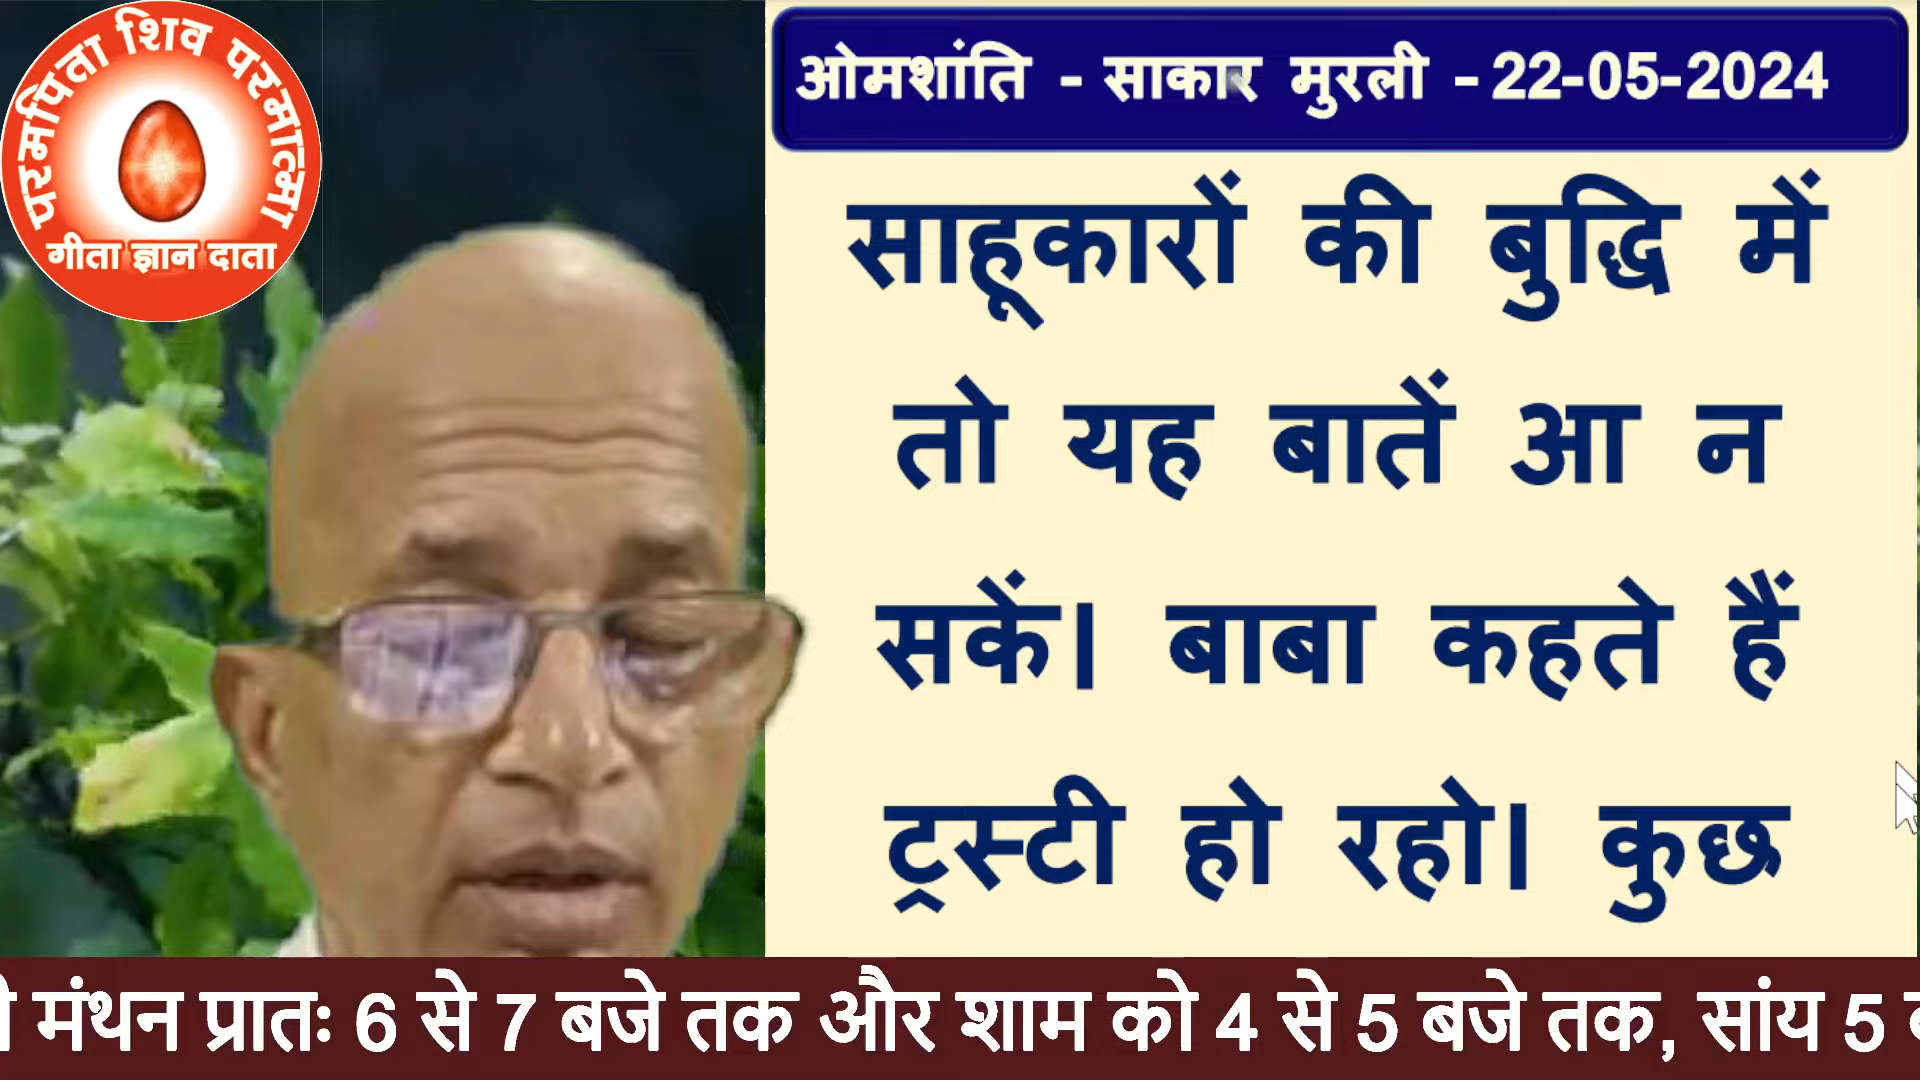 परमपिता शिव परमात्मा
गीता ज्ञान दाता
ओमशांति - साकार मुरली - 22-05-2024
साहूकारों की बुद्धि में
तो यह बातें आ न
सकें। बाबा कहते हैं
ट्रस्टी हो रहो। कुछ
मंथन प्रातः 6 से 7 बजे तक और शाम को 4 से 5 बजे तक, सांय 5